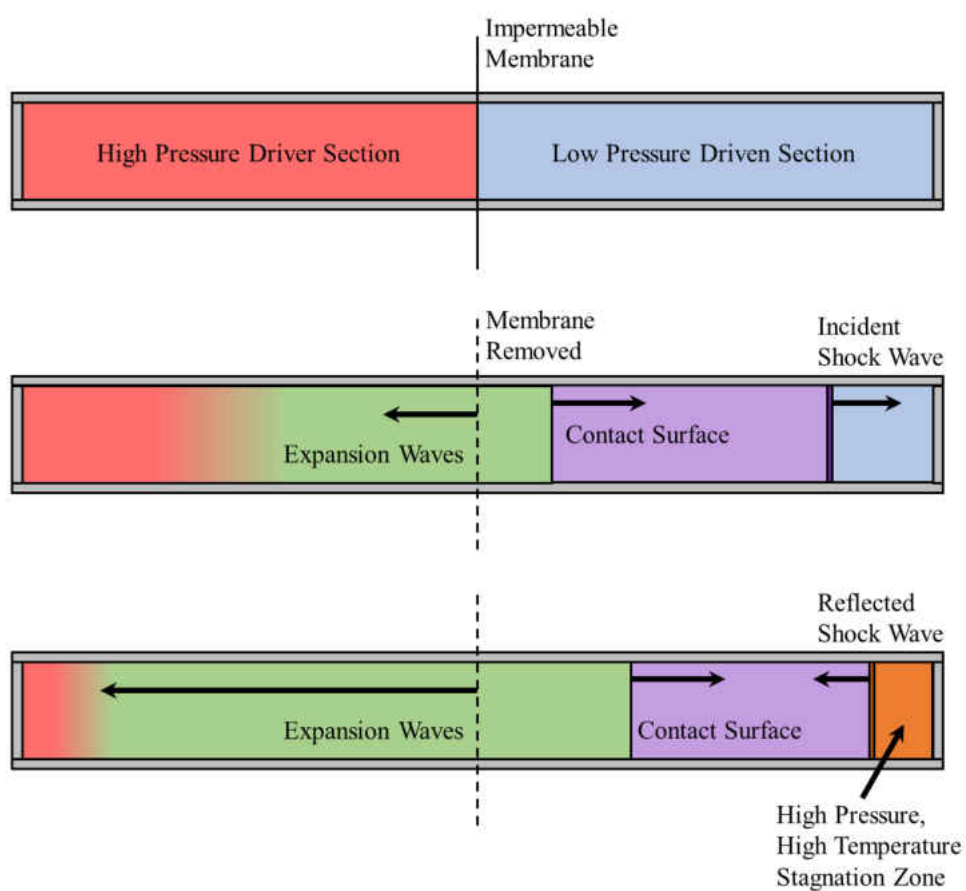 Impermeable
Membrane
High Pressure Driver Section
Low Pressure Driven Section
Membrane
Removed
Incident
Shock Wave
Expansion Waves
Contact Surface
Reflected
Shock Wave
Expansion Waves
Contact Surface
High Pressure,
High Temperature
Stagnation Zone